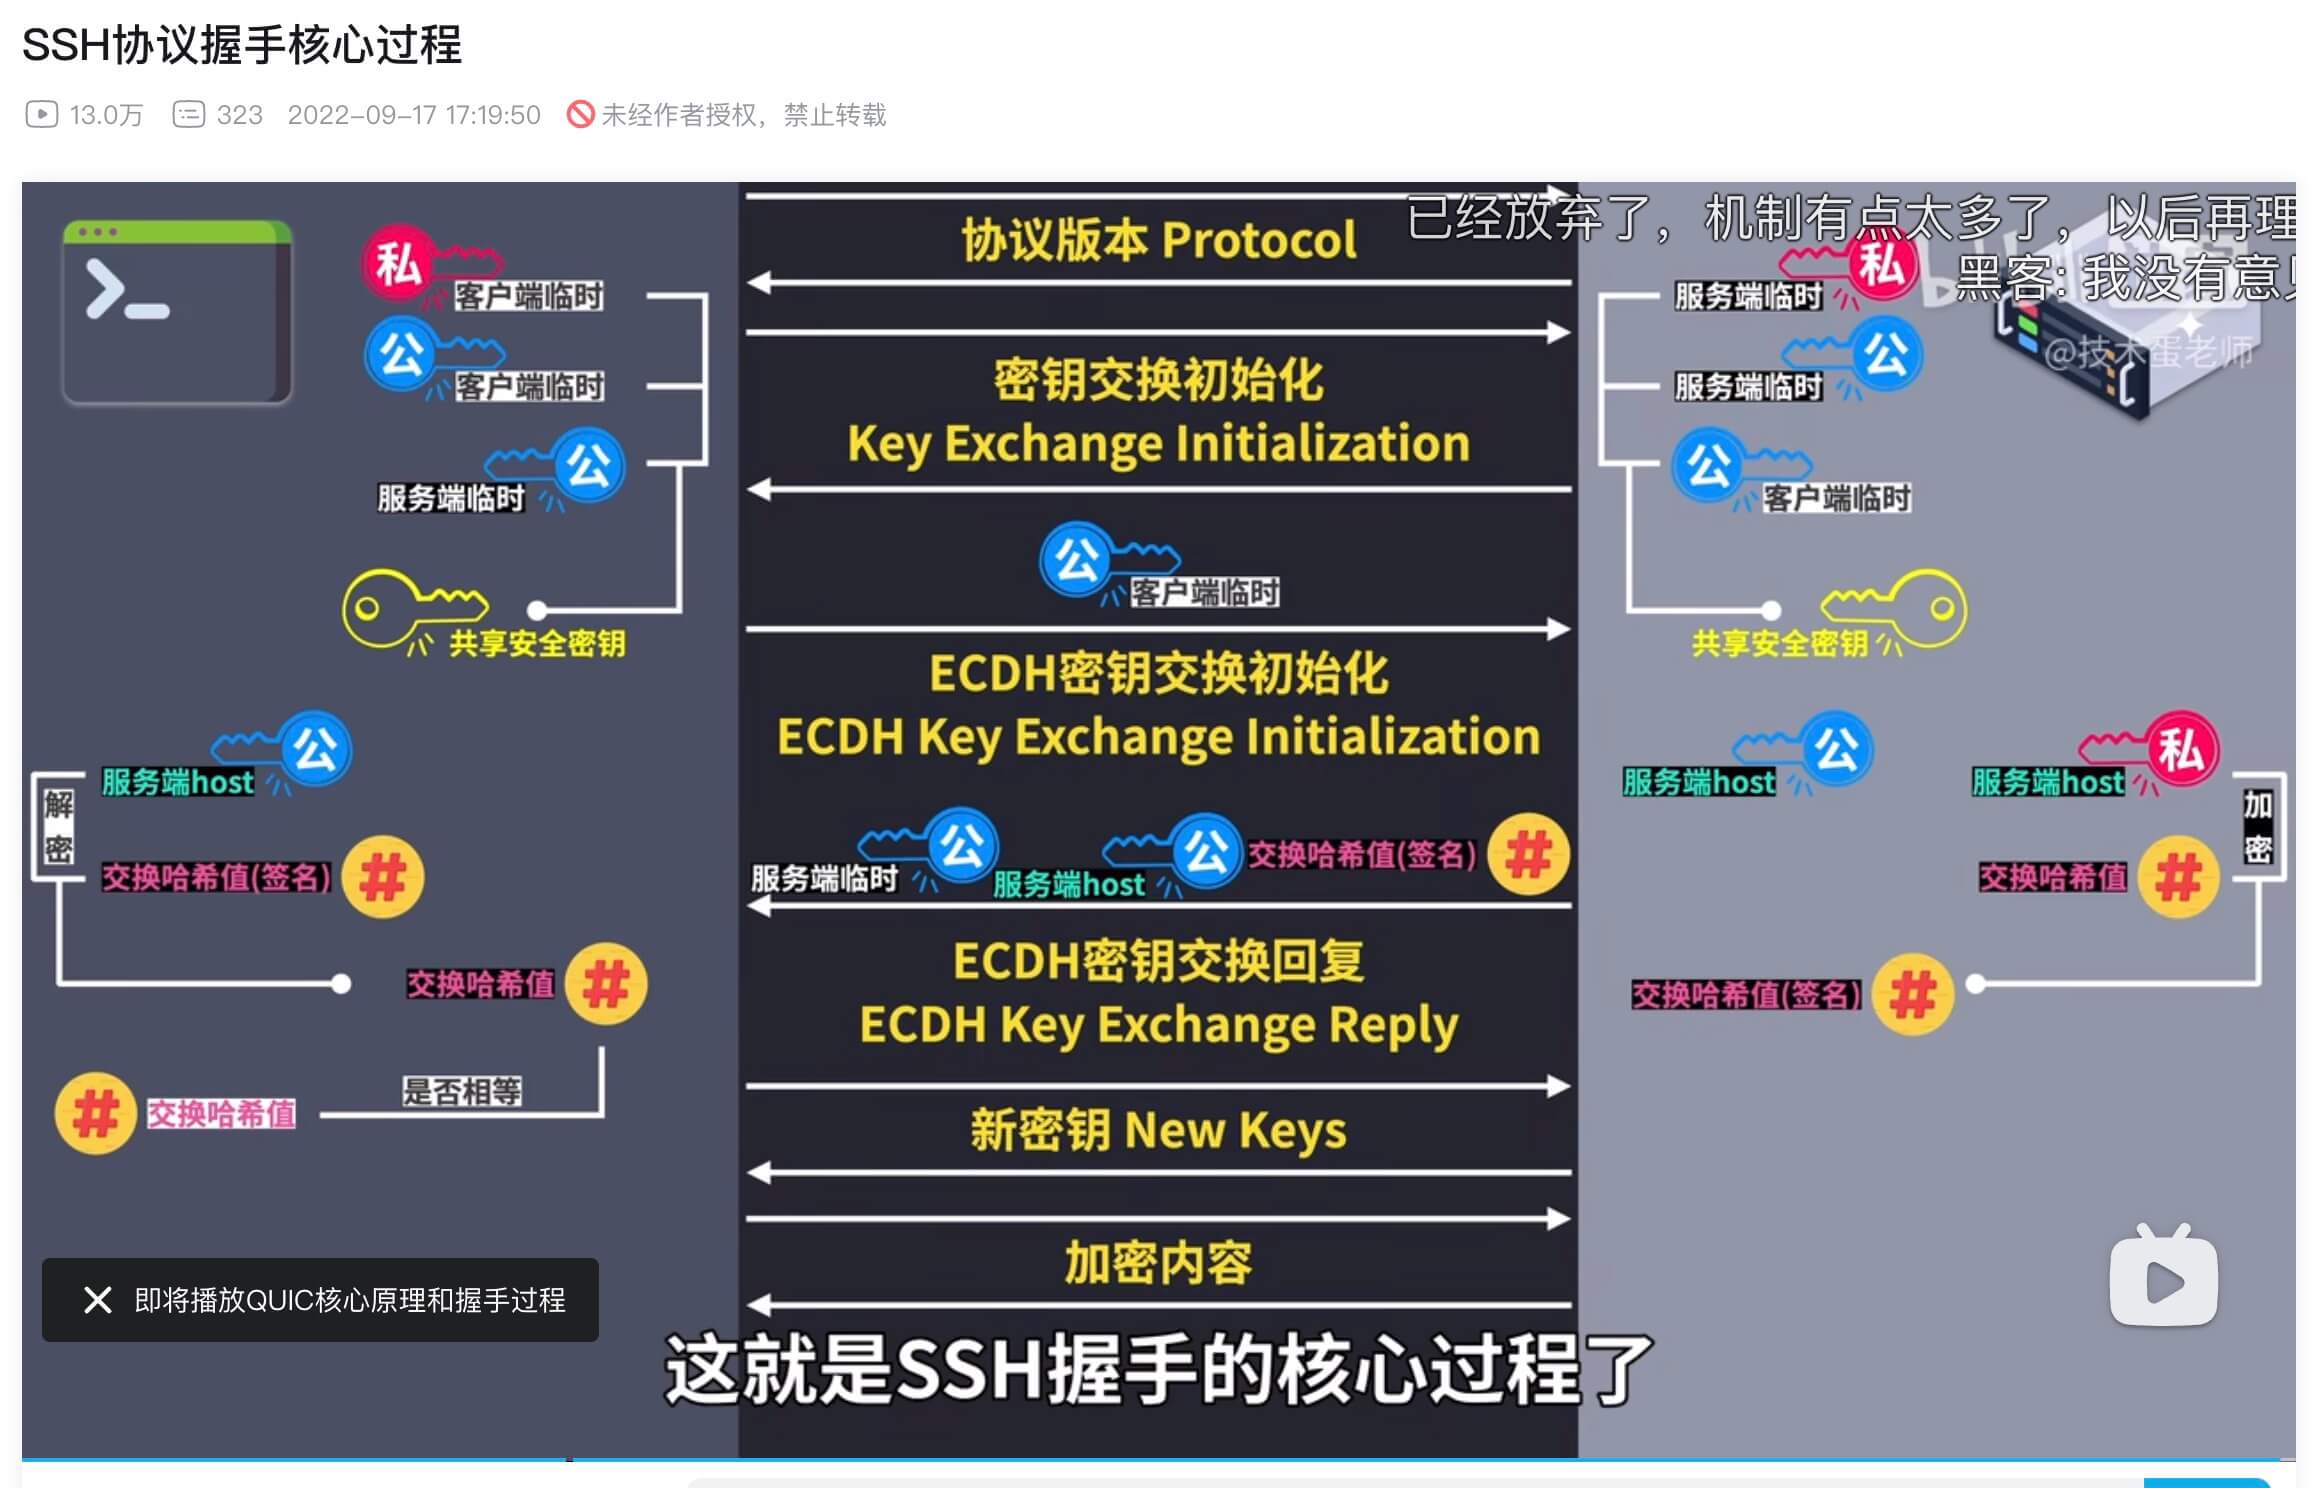 SSH协议握手核心过程
13.0万 323 2022-09-17 17:19:50 未经作者授权，禁止转载
已经放弃了，机制有点太多了，以后再理
黑客: 我没有意见
@技术蛋老师
私 客户端临时
公 客户端临时
公 服务端临时
共享安全密钥
公 服务端host
解密
交换哈希值(签名) #
交换哈希值 #
是否相等
# 交换哈希值
协议版本 Protocol
密钥交换初始化
Key Exchange Initialization
公 客户端临时
ECDH密钥交换初始化
ECDH Key Exchange Initialization
公 服务端临时 公 服务端host 交换哈希值(签名) #
ECDH密钥交换回复
ECDH Key Exchange Reply
新密钥 New Keys
加密内容
服务端临时 私
服务端临时 公
公 客户端临时
共享安全密钥
服务端host 公 服务端host 私
加密
交换哈希值 #
交换哈希值(签名) #
即将播放QUIC核心原理和握手过程
这就是SSH握手的核心过程了